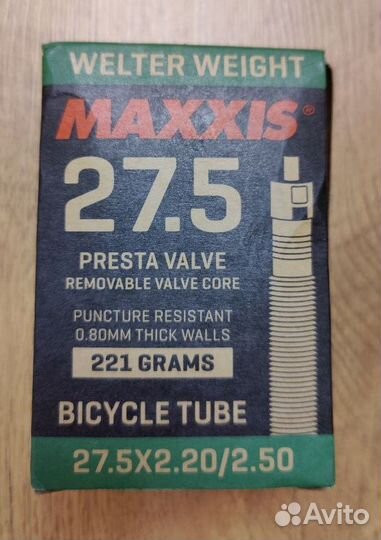 WELTER WEIGHT
MAXXIS®
27.5
PRESTA VALVE
REMOVABLE VALVE CORE
PUNCTURE RESISTANT
0.80MM THICK WALLS
221 GRAMS
BICYCLE TUBE
27.5X2.20/2.50
Avito